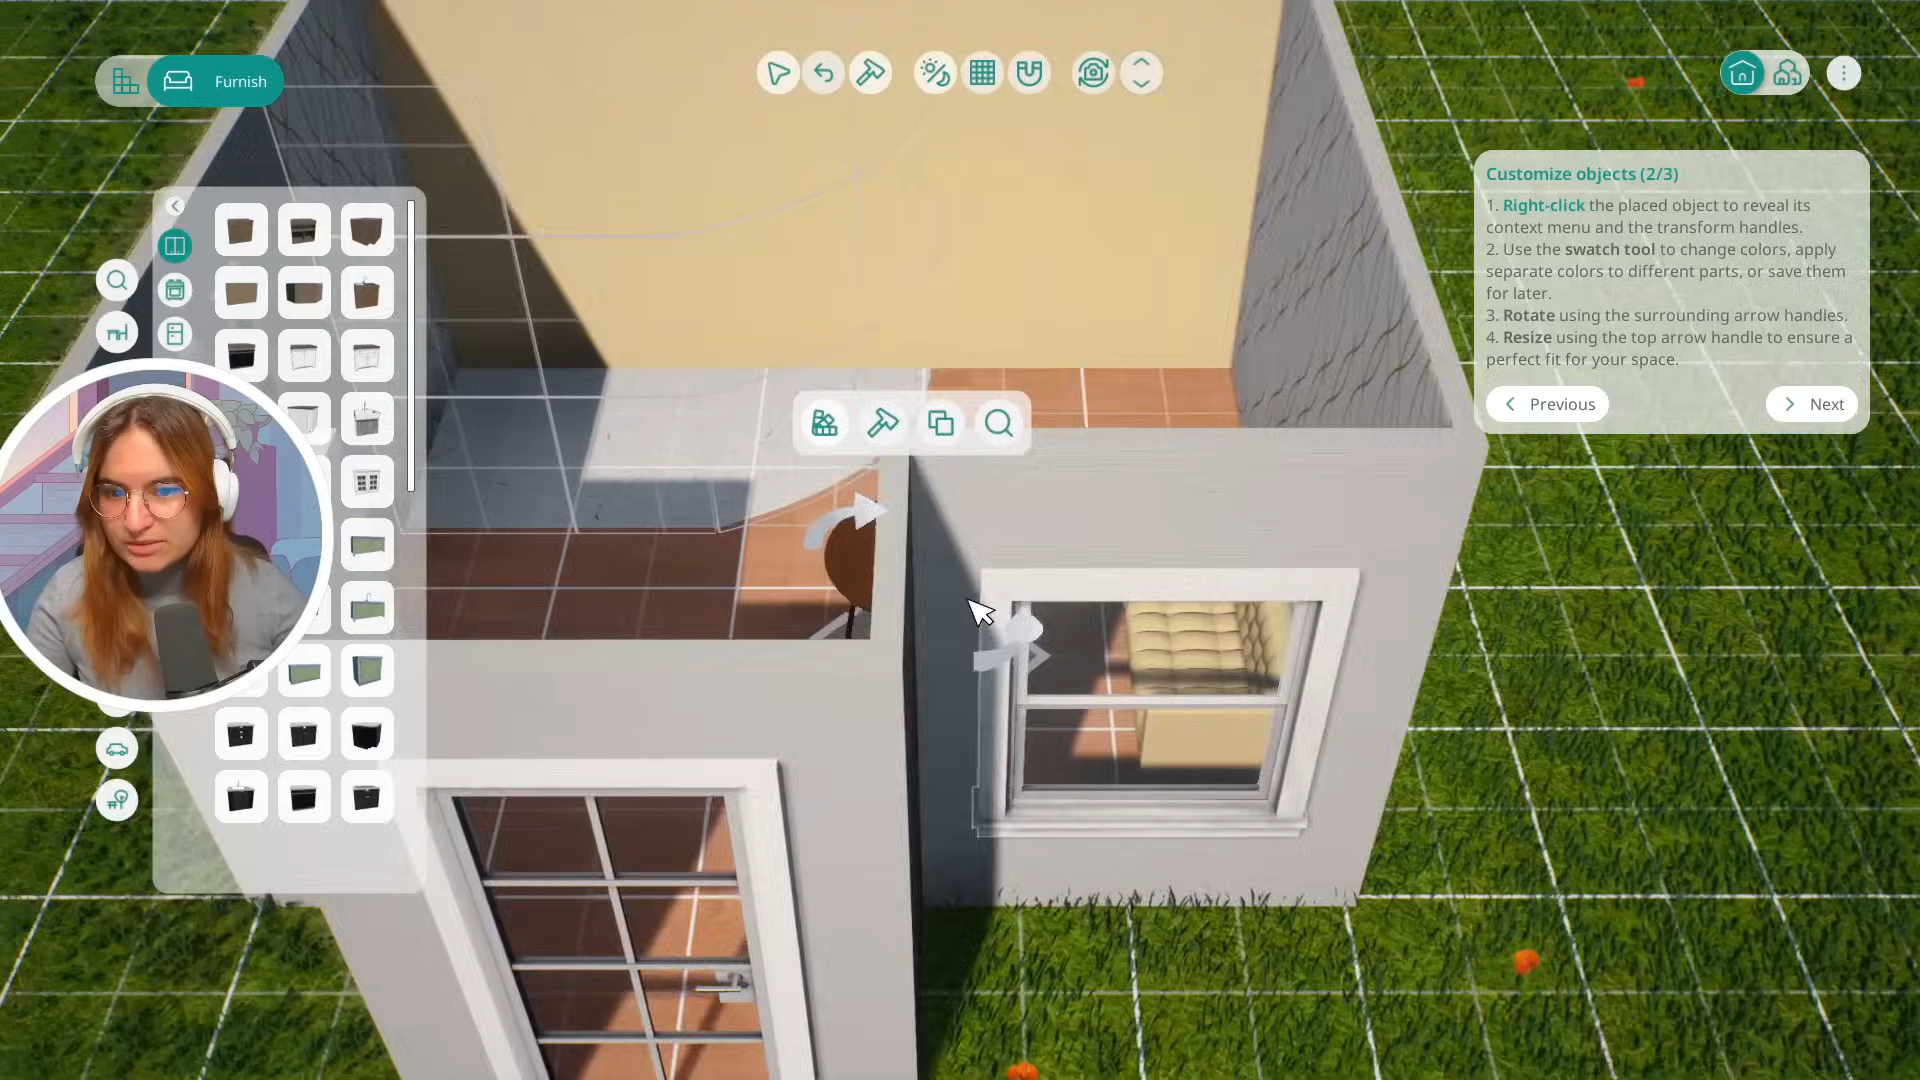 Furnish
Customize objects (2/3)
1. Right-click the placed object to reveal its
context menu and the transform handles.
2. Use the swatch tool to change colors, apply
separate colors to different parts, or save them
for later.
3. Rotate using the surrounding arrow handles.
4. Resize using the top arrow handle to ensure a
perfect fit for your space.
Previous
Next